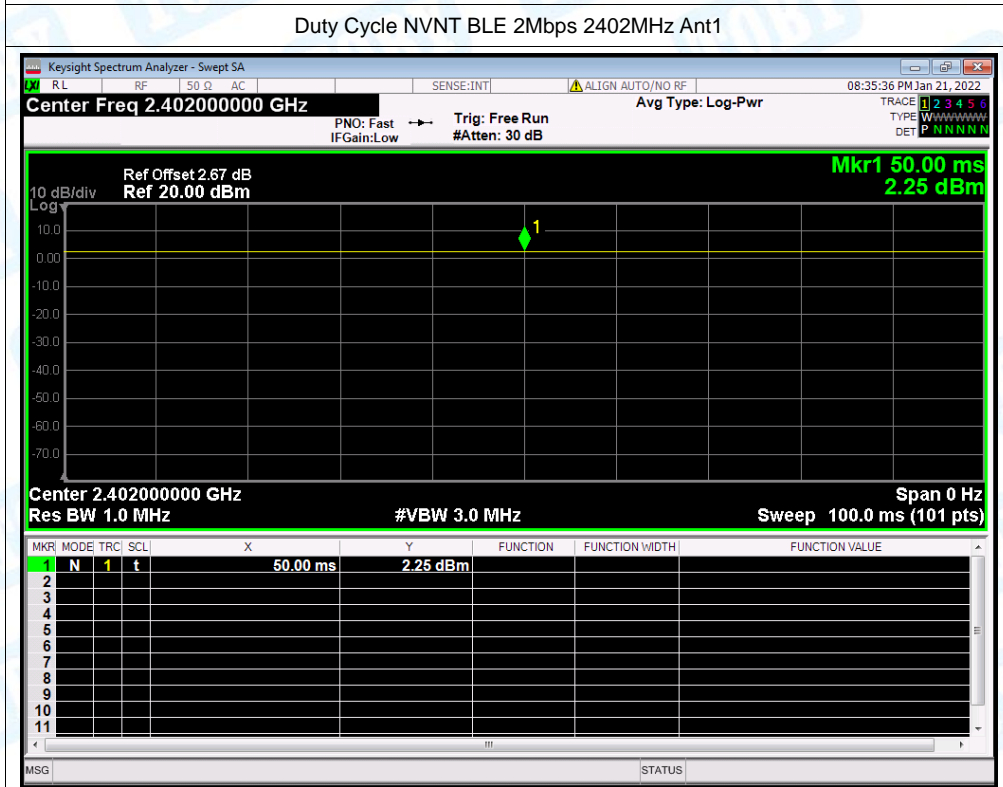 Duty Cycle NVNT BLE 2Mbps 2402MHz Ant1
Keysight Spectrum Analyzer - Swept SA
LXI RL RF 50 Ω AC SENSE:INT ALIGN AUTO/NO RF 08:35:36 PM Jan 21, 2022
Center Freq 2.402000000 GHz Avg Type: Log-Pwr TRACE 1 2 3 4 5 6
PNO: Fast Trig: Free Run TYPE WWWWWWW
IFGain:Low #Atten: 30 dB DET P N N N N N
Mkr1 50.00 ms
Ref Offset 2.67 dB
10 dB/div Ref 20.00 dBm 2.25 dBm
Log
10.0
1
0.00
-10.0
-20.0
-30.0
-40.0
-50.0
-60.0
-70.0
Center 2.402000000 GHz Span 0 Hz
Res BW 1.0 MHz #VBW 3.0 MHz Sweep 100.0 ms (101 pts)
MKR MODE TRC SCL X Y FUNCTION FUNCTION WIDTH FUNCTION VALUE
1 N 1 t 50.00 ms 2.25 dBm
2
3
4
5
6
7
8
9
10
11
MSG STATUS